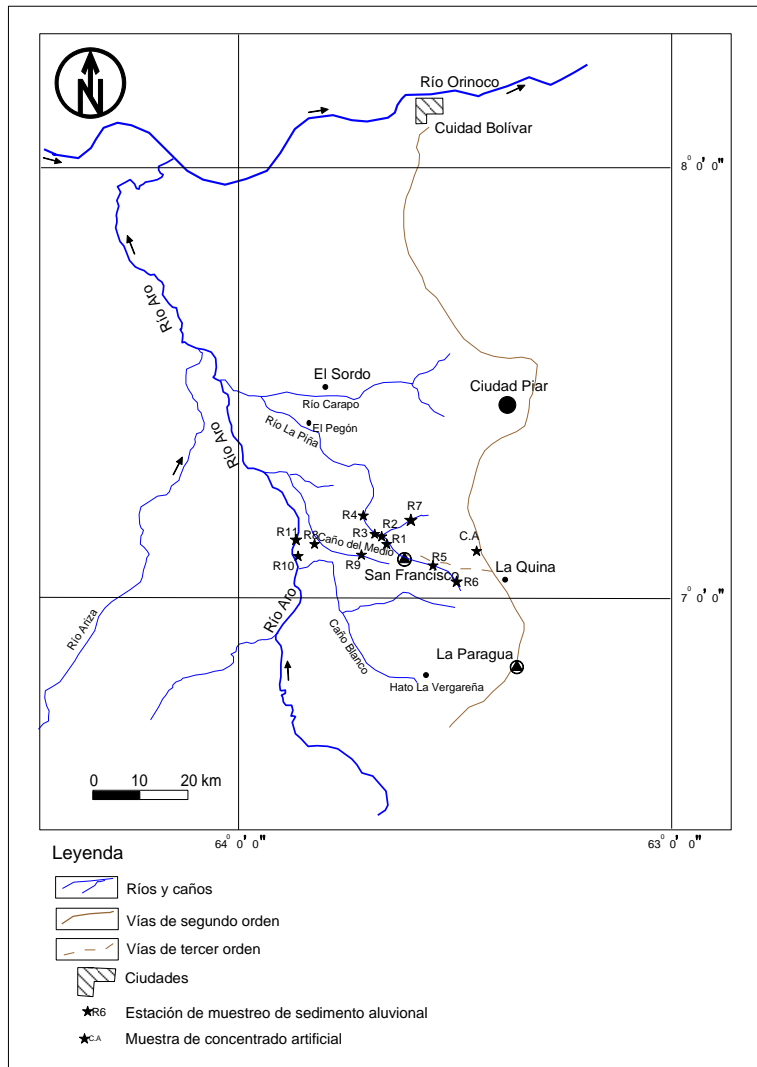 N
Río Orinoco
Cuidad Bolívar
8° 0' 0"
Río Aro
El Sordo
Ciudad Piar
Río Carapo
El Pegón
Río La Piña
Río Aro
R4
R7
R2
R3
R1
R11
R8
Caño del Medio
C.A
R9
R5
R10
San Francisco
La Quina
R6
7° 0' 0"
Río Aro
Río Ariza
Caño Blanco
La Paragua
Hato La Vergareña
0 10 20 km
64° 0' 0"
63° 0' 0"
Leyenda
Ríos y caños
Vías de segundo orden
Vías de tercer orden
Ciudades
R6 Estación de muestreo de sedimento aluvional
C.A Muestra de concentrado artificial